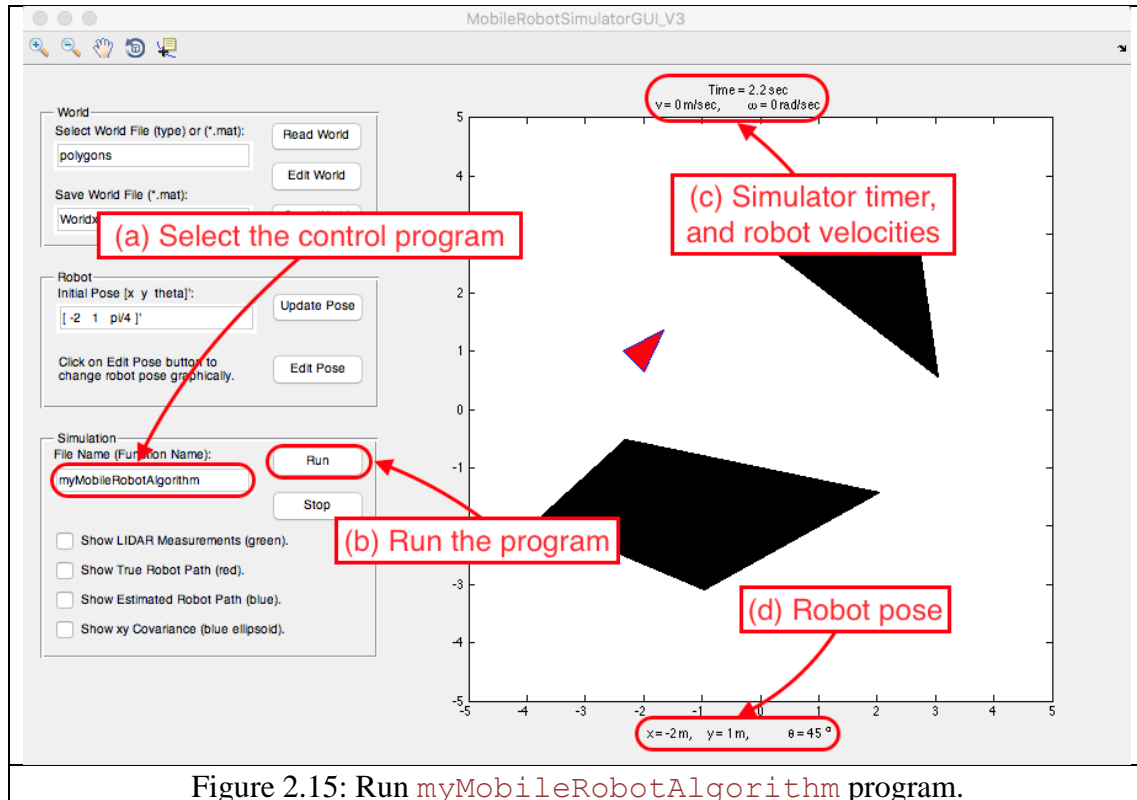 MobileRobotSimulatorGUI_V3
World
Select World File (type) or (*.mat):
Read World
polygons
Edit World
Save World File (*.mat):
Worldx
(a) Select the control program
Robot
Initial Pose [x y theta]':
Update Pose
[ -2 1 pi/4 ]'
Click on Edit Pose button to
change robot pose graphically.
Edit Pose
Simulation
File Name (Function Name):
Run
myMobileRobotAlgorithm
Stop
(b) Run the program
Show LIDAR Measurements (green).
Show True Robot Path (red).
Show Estimated Robot Path (blue).
Show xy Covariance (blue ellipsoid).
Time = 2.2 sec
v = 0 m/sec, ω = 0 rad/sec
(c) Simulator timer,
and robot velocities
5
4
2
1
0
-1
-2
-3
-4
-5
(d) Robot pose
-5 -4 -3 -2 -1 0 1 2 3 4 5
x = -2 m, y = 1 m, θ = 45 °
Figure 2.15: Run myMobileRobotAlgorithm program.